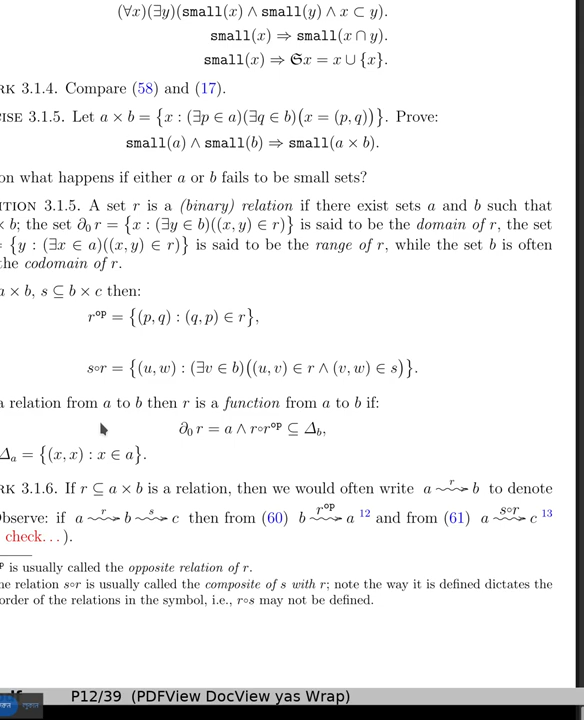 (∀x)(∃y)(small(x) ∧ small(y) ∧ x ⊂ y).
small(x) ⇒ small(x ∩ y).
small(x) ⇒ 𝔖x = x ∪ {x}.
RK 3.1.4. Compare (58) and (17).
ISE 3.1.5. Let a × b = {x : (∃p ∈ a)(∃q ∈ b)(x = (p, q))}. Prove:
small(a) ∧ small(b) ⇒ small(a × b).
on what happens if either a or b fails to be small sets?
ITION 3.1.5. A set r is a (binary) relation if there exist sets a and b such that
× b; the set ∂₀ r = {x : (∃y ∈ b)((x, y) ∈ r)} is said to be the domain of r, the set
= {y : (∃x ∈ a)((x, y) ∈ r)} is said to be the range of r, while the set b is often
the codomain of r.
a × b, s ⊆ b × c then:
rᵒᵖ = {(p, q) : (q, p) ∈ r},
s∘r = {(u, w) : (∃v ∈ b)((u, v) ∈ r ∧ (v, w) ∈ s)}.
a relation from a to b then r is a function from a to b if:
∂₀ r = a ∧ r∘rᵒᵖ ⊆ Δ_b,
Δₐ = {(x, x) : x ∈ a}.
RK 3.1.6. If r ⊆ a × b is a relation, then we would often write a r⇝ b to denote
Observe: if a r⇝ b s⇝ c then from (60) b rᵒᵖ⇝ a ¹² and from (61) a s∘r⇝ c ¹³
check...).
ᵖ is usually called the opposite relation of r.
he relation s∘r is usually called the composite of s with r; note the way it is defined dictates the
order of the relations in the symbol, i.e., r∘s may not be defined.
P12/39 (PDFView DocView yas Wrap)